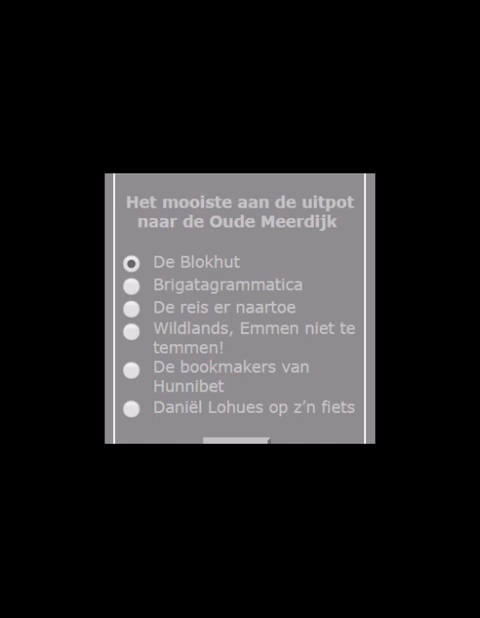 Het mooiste aan de uitpot
naar de Oude Meerdijk
De Blokhut
Brigatagrammatica
De reis er naartoe
Wildlands, Emmen niet te
temmen!
De bookmakers van
Hunnibet
Daniël Lohues op z’n fiets